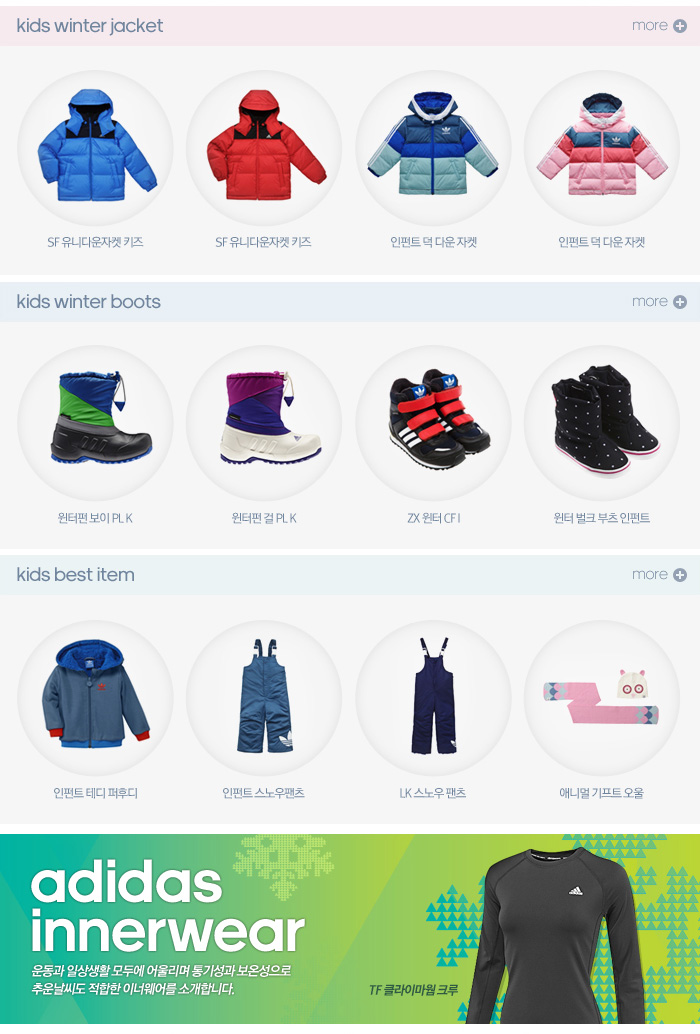 kids winter jacket
more
SF 유니다운자켓 키즈
SF 유니다운자켓 키즈
인펀트 덕 다운 자켓
인펀트 덕 다운 자켓
kids winter boots
more
윈터펀 보이 PL K
윈터펀 걸 PL K
ZX 윈터 CF I
윈터 벌크 부츠 인펀트
kids best item
more
인펀트 테디 퍼후디
인펀트 스노우팬츠
LK 스노우 팬츠
애니멀 기프트 오울
adidas
innerwear
운동과 일상생활 모두에 어울리며 통기성과 보온성으로
추운날씨도 적합한 이너웨어를 소개합니다.
TF 클라이마웜 크루